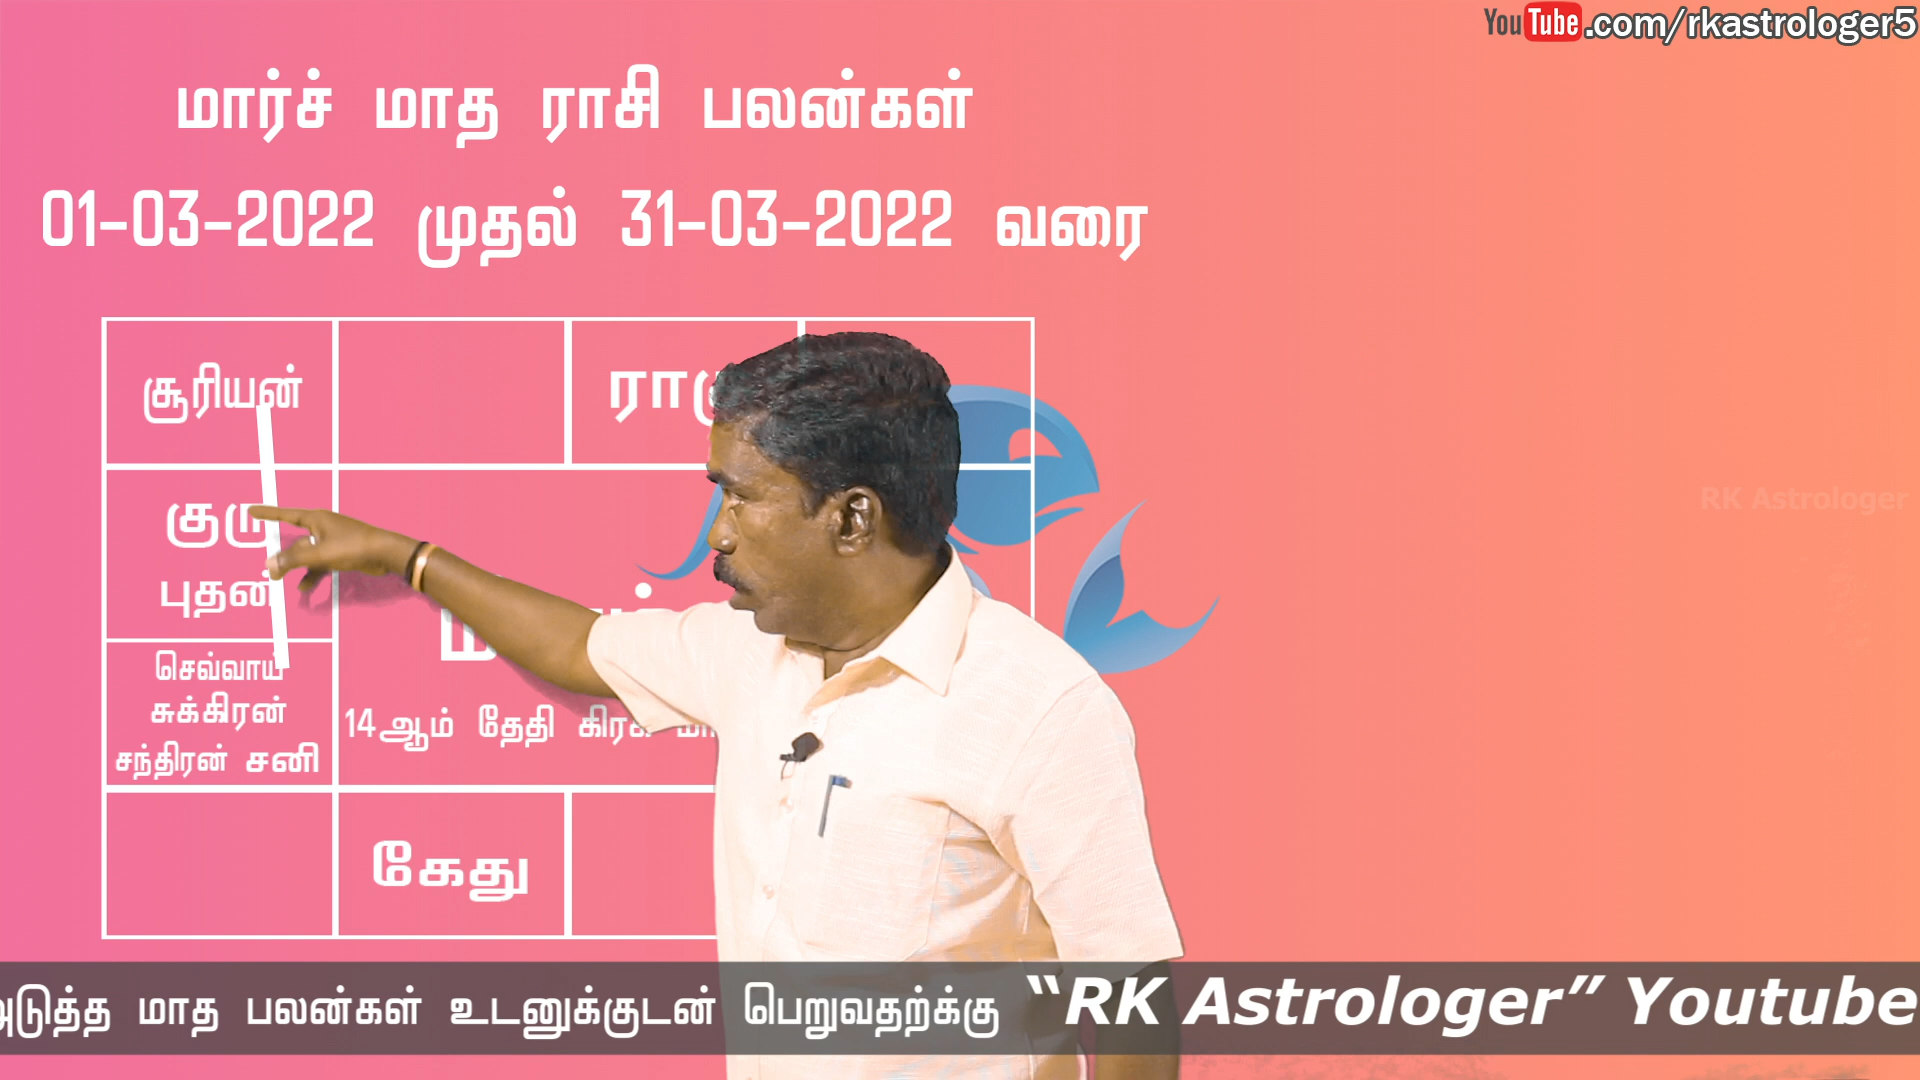 YouTube.com/rkastrologer5
மார்ச் மாத ராசி பலன்கள்
01-03-2022 முதல் 31-03-2022 வரை
சூரியன்
குரு
புதன்
RK Astrologer
செவ்வாய்
சுக்கிரன்
சந்திரன் சனி
14ஆம் தேதி
கேது
அடுத்த மாத பலன்கள் உடனுக்குடன் பெறுவதற்க்கு “RK Astrologer” Youtube